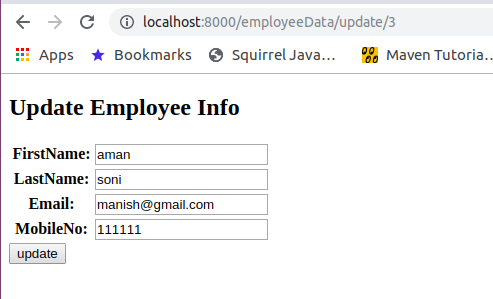 localhost:8000/employeeData/update/3
Apps Bookmarks Squirrel Java… Maven Tutoria…
Update Employee Info
FirstName: aman
LastName: soni
Email: manish@gmail.com
MobileNo: 111111
update